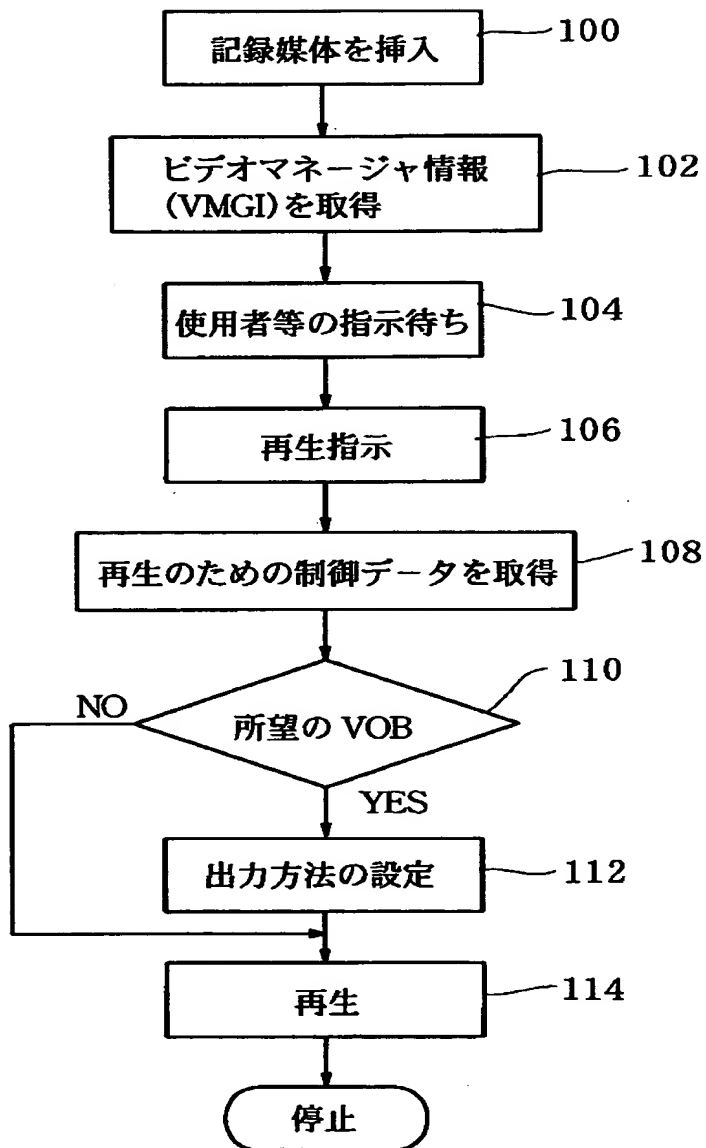 記録媒体を挿入
100
ビデオマネージャ情報
(VMGI)を取得
102
使用者等の指示待ち
104
再生指示
106
再生のための制御データを取得
108
110
NO
所望の VOB
YES
出力方法の設定
112
再生
114
停止